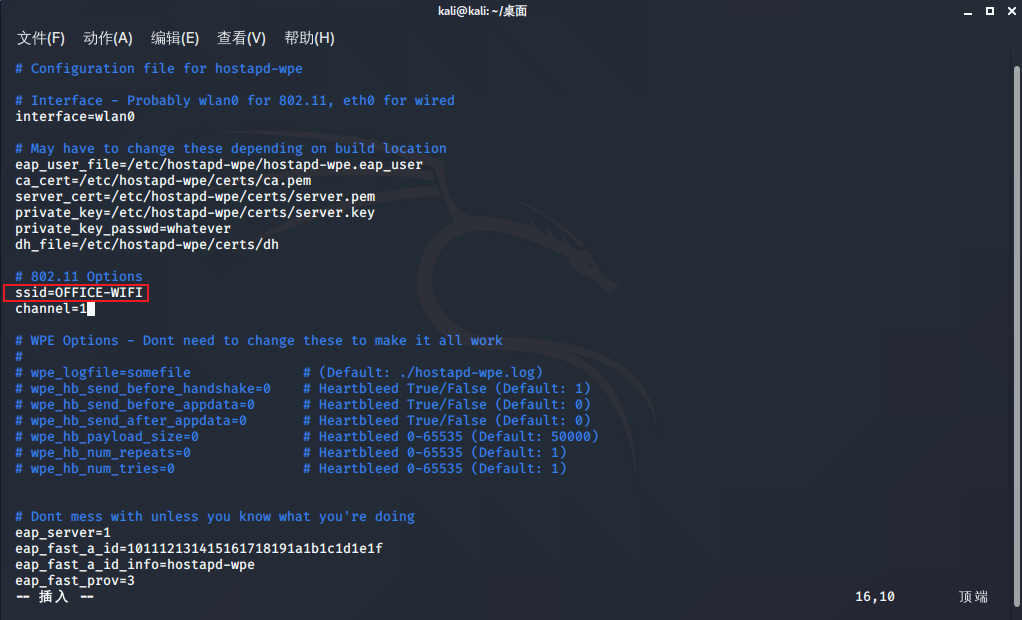 kali@kali: ~/桌面
文件(F) 动作(A) 编辑(E) 查看(V) 帮助(H)
# Configuration file for hostapd-wpe
# Interface - Probably wlan0 for 802.11, eth0 for wired
interface=wlan0
# May have to change these depending on build location
eap_user_file=/etc/hostapd-wpe/hostapd-wpe.eap_user
ca_cert=/etc/hostapd-wpe/certs/ca.pem
server_cert=/etc/hostapd-wpe/certs/server.pem
private_key=/etc/hostapd-wpe/certs/server.key
private_key_passwd=whatever
dh_file=/etc/hostapd-wpe/certs/dh
# 802.11 Options
ssid=OFFICE-WIFI
channel=1
# WPE Options - Dont need to change these to make it all work
#
# wpe_logfile=somefile # (Default: ./hostapd-wpe.log)
# wpe_hb_send_before_handshake=0 # Heartbleed True/False (Default: 1)
# wpe_hb_send_before_appdata=0 # Heartbleed True/False (Default: 0)
# wpe_hb_send_after_appdata=0 # Heartbleed True/False (Default: 0)
# wpe_hb_payload_size=0 # Heartbleed 0-65535 (Default: 50000)
# wpe_hb_num_repeats=0 # Heartbleed 0-65535 (Default: 1)
# wpe_hb_num_tries=0 # Heartbleed 0-65535 (Default: 1)
# Dont mess with unless you know what you're doing
eap_server=1
eap_fast_a_id=101112131415161718191a1b1c1d1e1f
eap_fast_a_id_info=hostapd-wpe
eap_fast_prov=3
-- 插入 -- 16,10 顶端